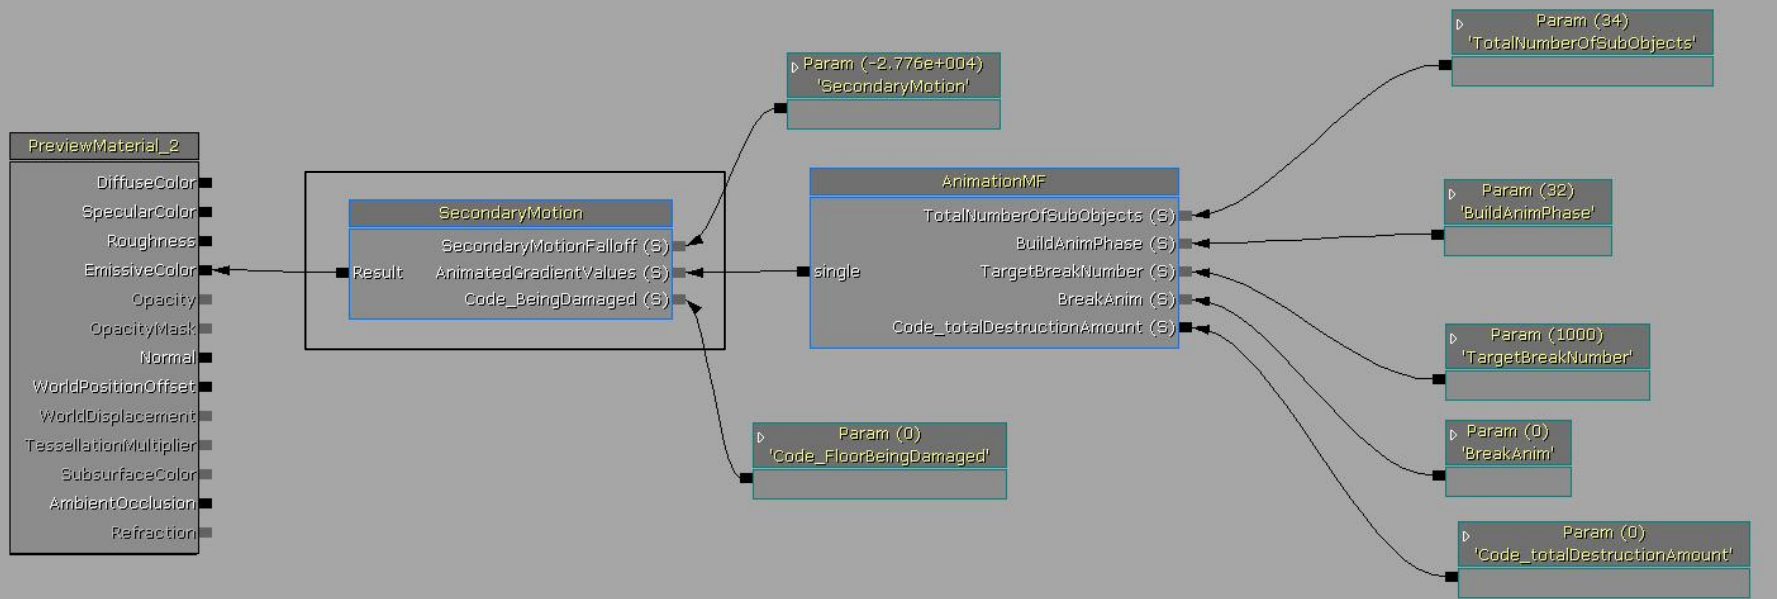 PreviewMaterial_2
DiffuseColor
SpecularColor
Roughness
EmissiveColor
Opacity
OpacityMask
Normal
WorldPositionOffset
WorldDisplacement
TessellationMultiplier
SubsurfaceColor
AmbientOcclusion
Refraction
SecondaryMotion
SecondaryMotionFalloff (S)
Result AnimatedGradientValues (S)
Code_BeingDamaged (S)
Param (-2.776e+004)
'SecondaryMotion'
Param (0)
'Code_FloorBeingDamaged'
AnimationMF
TotalNumberOfSubObjects (S)
BuildAnimPhase (S)
single TargetBreakNumber (S)
BreakAnim (S)
Code_totalDestructionAmount (S)
Param (34)
'TotalNumberOfSubObjects'
Param (32)
'BuildAnimPhase'
Param (1000)
'TargetBreakNumber'
Param (0)
'BreakAnim'
Param (0)
'Code_totalDestructionAmount'